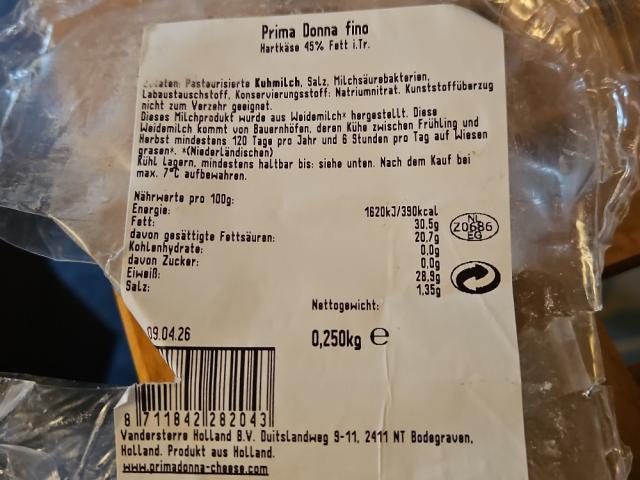 Prima Donna fino
Hartkäse 45% Fett i.Tr.
Zutaten: Pasteurisierte Kuhmilch, Salz, Milchsäurebakterien,
Labaustauschstoff, Konservierungsstoff: Natriumnitrat. Kunststoffüberzug
nicht zum Verzehr geeignet.
Dieses Milchprodukt wurde aus Weidemilch* hergestellt. Diese
Weidemilch kommt von Bauernhöfen, deren Kühe zwischen Frühling und
Herbst mindestens 120 Tage pro Jahr und 6 Stunden pro Tag auf Wiesen
grasen*. *(Niederländischen)
Kühl Lagern, mindestens haltbar bis: siehe unten. Nach dem Kauf bei
max. 7°C aufbewahren.
Nährwerte pro 100g:
Energie: 1620kJ/390kcal
Fett: 30,5g
davon gesättigte Fettsäuren: 20,7g
Kohlenhydrate: 0,0g
davon Zucker: 0,0g
Eiweiß: 28,9g
Salz: 1,35g
NL
Z0686
EG
Nettogewicht:
09.04.26
0,250kg e
8 711842 282043
Vandersterre Holland B.V. Duitslandweg 9-11, 2411 NT Bodegraven,
Holland. Produkt aus Holland.
www.primadonna-cheese.com